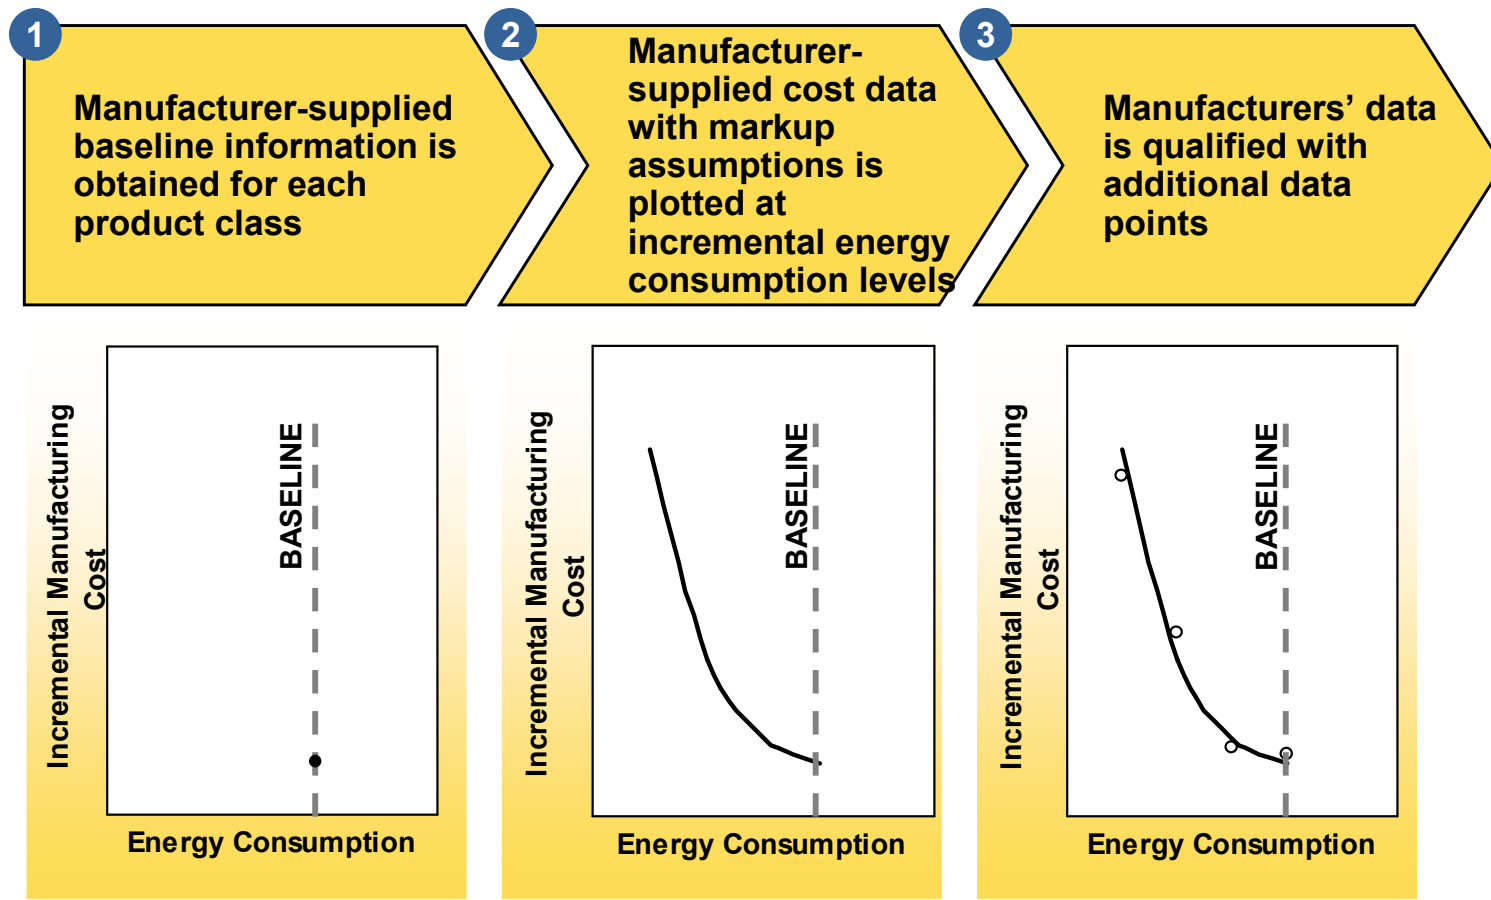 1
Manufacturer-supplied
baseline information is
obtained for each
product class
2
Manufacturer-
supplied cost data
with markup
assumptions is
plotted at
incremental energy
consumption levels
3
Manufacturers’ data
is qualified with
additional data
points
Incremental Manufacturing
Cost
BASELINE
Energy Consumption
Incremental Manufacturing
Cost
BASELINE
Energy Consumption
Incremental Manufacturing
Cost
BASELINE
Energy Consumption